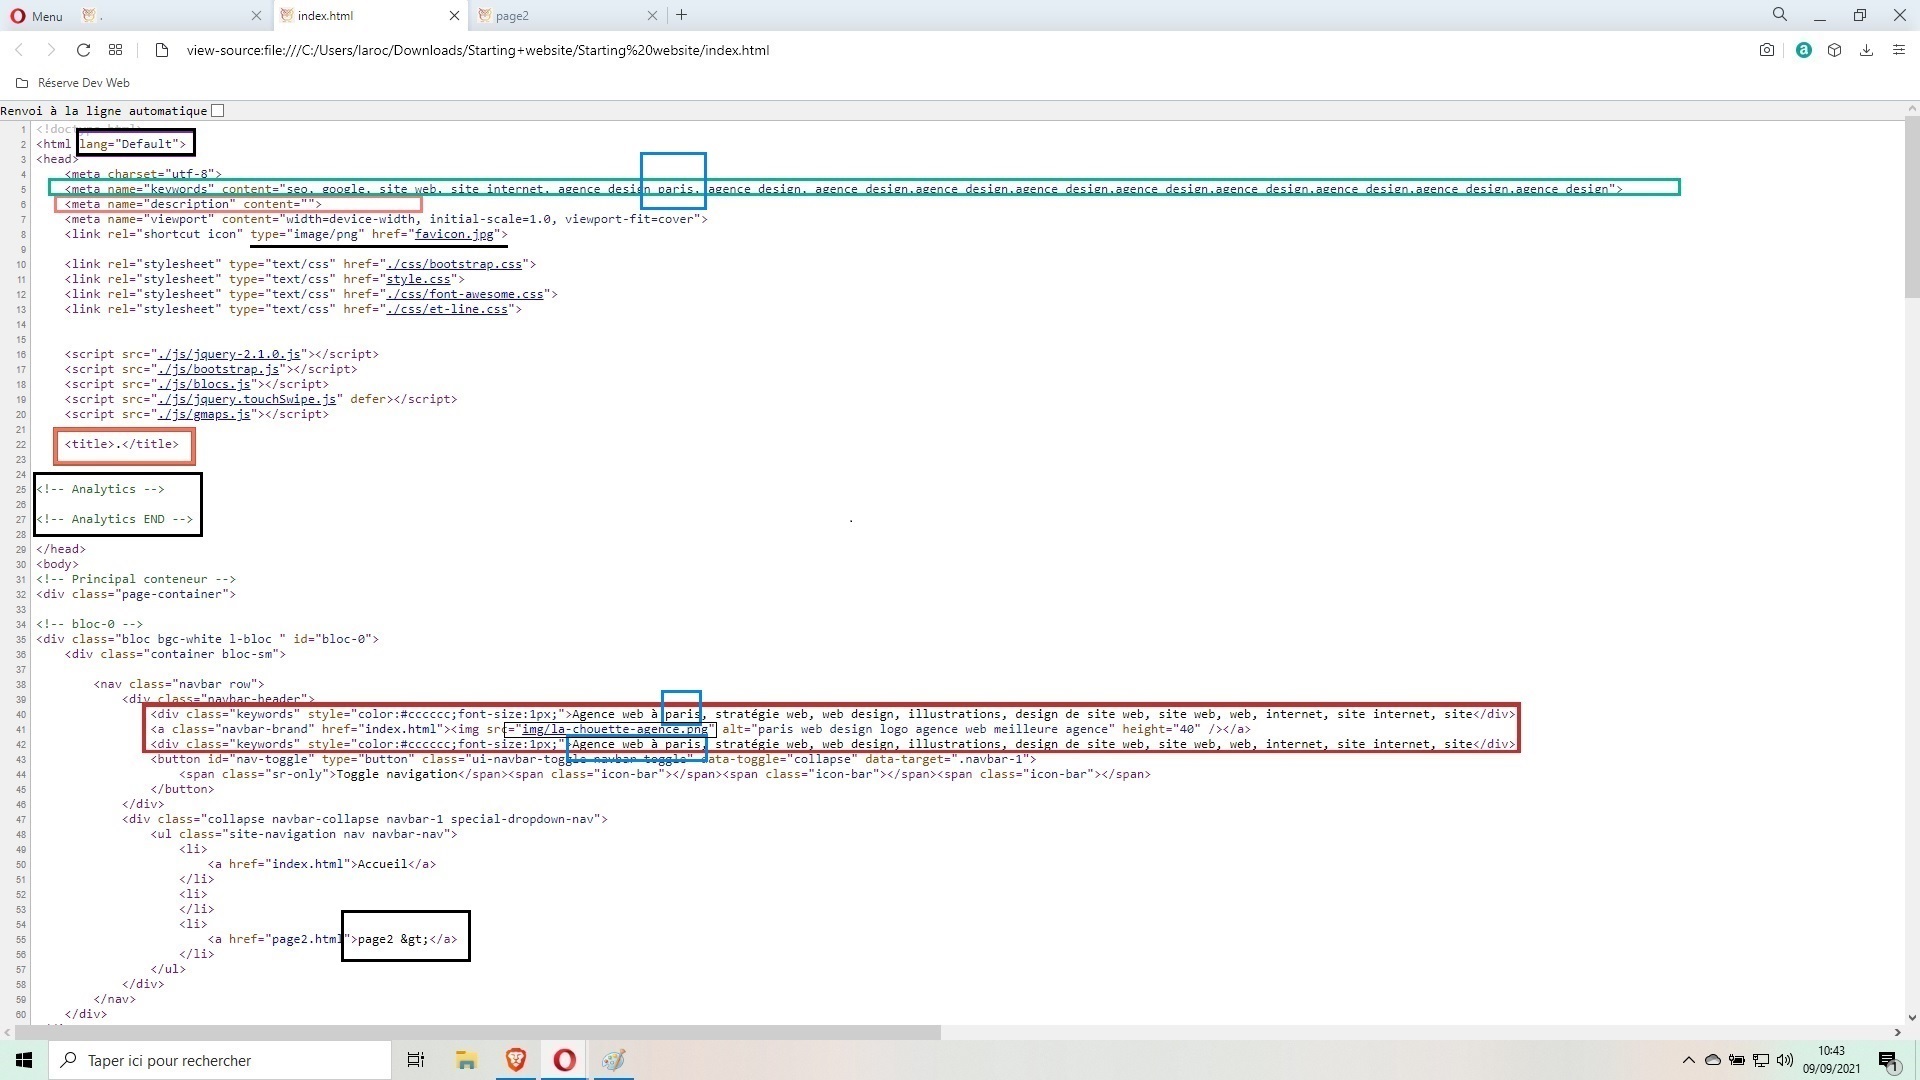 Menu
.
index.html
page2
view-source:file:///C:/Users/laroc/Downloads/Starting+website/Starting%20website/index.html
a
Réserve Dev Web
Renvoi à la ligne automatique
1 <!doctype html>
2 <html lang="Default">
3 <head>
4 <meta charset="utf-8">
5 <meta name="keywords" content="seo, google, site web, site internet, agence design paris, agence design, agence design,agence design,agence design,agence design,agence design,agence design,agence design,agence design">
6 <meta name="description" content="">
7 <meta name="viewport" content="width=device-width, initial-scale=1.0, viewport-fit=cover">
8 <link rel="shortcut icon" type="image/png" href="favicon.jpg">
9
10 <link rel="stylesheet" type="text/css" href="./css/bootstrap.css">
11 <link rel="stylesheet" type="text/css" href="style.css">
12 <link rel="stylesheet" type="text/css" href="./css/font-awesome.css">
13 <link rel="stylesheet" type="text/css" href="./css/et-line.css">
14
15
16 <script src="./js/jquery-2.1.0.js"></script>
17 <script src="./js/bootstrap.js"></script>
18 <script src="./js/blocs.js"></script>
19 <script src="./js/jquery.touchSwipe.js" defer></script>
20 <script src="./js/gmaps.js"></script>
21
22 <title>.</title>
23
24
25 <!-- Analytics -->
26
27 <!-- Analytics END -->
28
29 </head>
30 <body>
31 <!-- Principal conteneur -->
32 <div class="page-container">
33
34 <!-- bloc-0 -->
35 <div class="bloc bgc-white l-bloc " id="bloc-0">
36 <div class="container bloc-sm">
37
38 <nav class="navbar row">
39 <div class="navbar-header">
40 <div class="keywords" style="color:#cccccc;font-size:1px;">Agence web à paris, stratégie web, web design, illustrations, design de site web, site web, web, internet, site internet, site</div>
41 <a class="navbar-brand" href="index.html"><img src="img/la-chouette-agence.png" alt="paris web design logo agence web meilleure agence" height="40" /></a>
42 <div class="keywords" style="color:#cccccc;font-size:1px;">Agence web à paris, stratégie web, web design, illustrations, design de site web, site web, web, internet, site internet, site</div>
43 <button id="nav-toggle" type="button" class="ui-navbar-toggle navbar-toggle" data-toggle="collapse" data-target=".navbar-1">
44 <span class="sr-only">Toggle navigation</span><span class="icon-bar"></span><span class="icon-bar"></span><span class="icon-bar"></span>
45 </button>
46 </div>
47 <div class="collapse navbar-collapse navbar-1 special-dropdown-nav">
48 <ul class="site-navigation nav navbar-nav">
49 <li>
50 <a href="index.html">Accueil</a>
51 </li>
52 <li>
53 </li>
54 <li>
55 <a href="page2.html">page2 &gt;</a>
56 </li>
57 </ul>
58 </div>
59 </nav>
60 </div>
Taper ici pour rechercher
10:43
09/09/2021
1